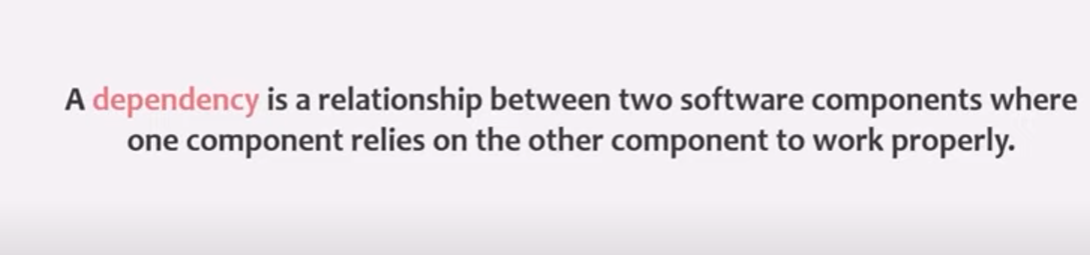 A dependency is a relationship between two software components where
one component relies on the other component to work properly.